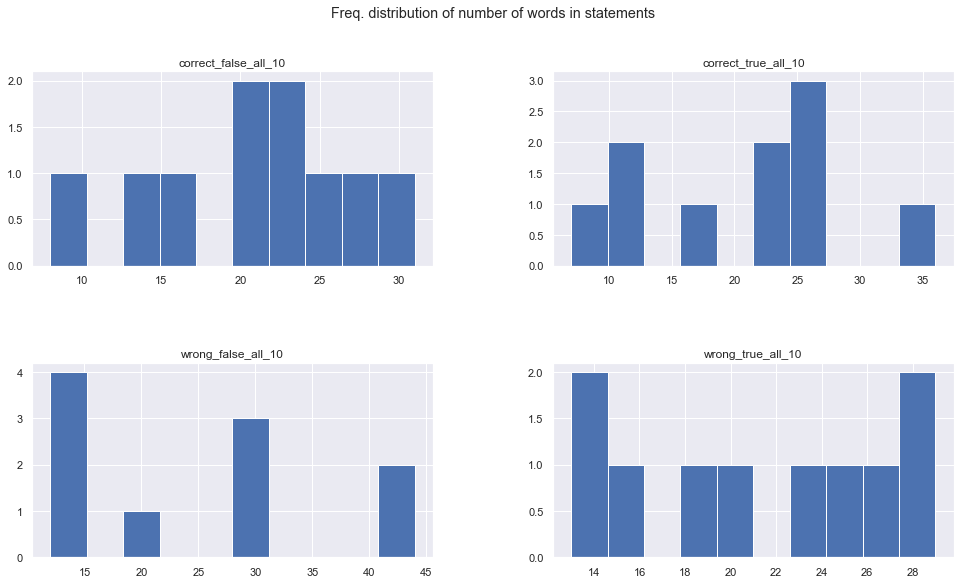 Freq. distribution of number of words in statements
correct_false_all_10
2.0
1.5
1.0
0.5
0.0
10 15 20 25 30
correct_true_all_10
3.0
2.5
2.0
1.5
1.0
0.5
0.0
10 15 20 25 30 35
wrong_false_all_10
4
3
2
1
0
15 20 25 30 35 40 45
wrong_true_all_10
2.0
1.5
1.0
0.5
0.0
14 16 18 20 22 24 26 28